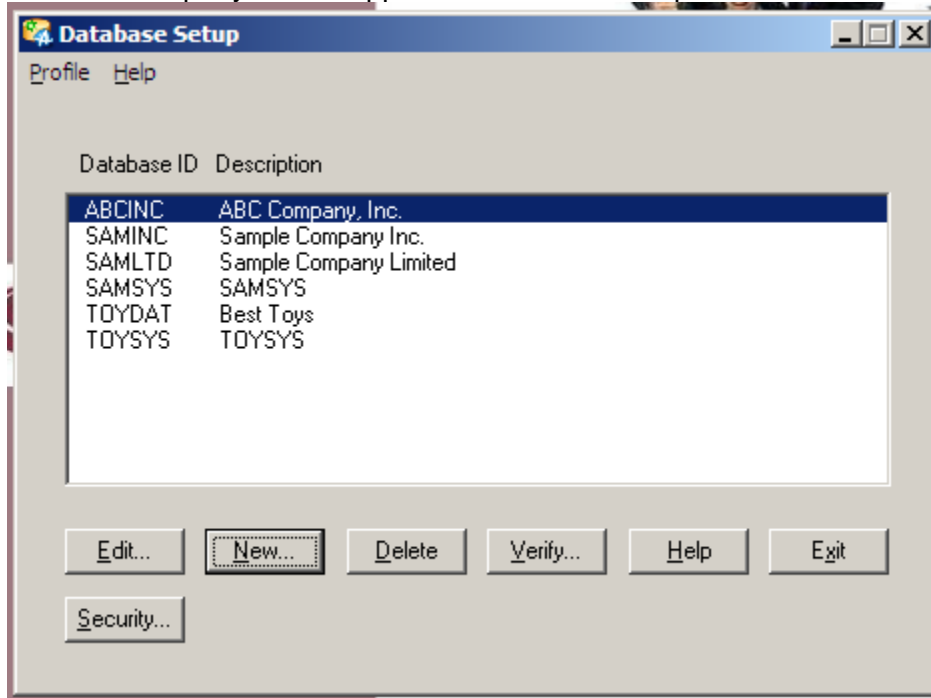 Database Setup
Profile Help
Database ID Description
ABCINC ABC Company, Inc.
SAMINC Sample Company Inc.
SAMLTD Sample Company Limited
SAMSYS SAMSYS
TOYDAT Best Toys
TOYSYS TOYSYS
Edit... New... Delete Verify... Help Exit
Security...